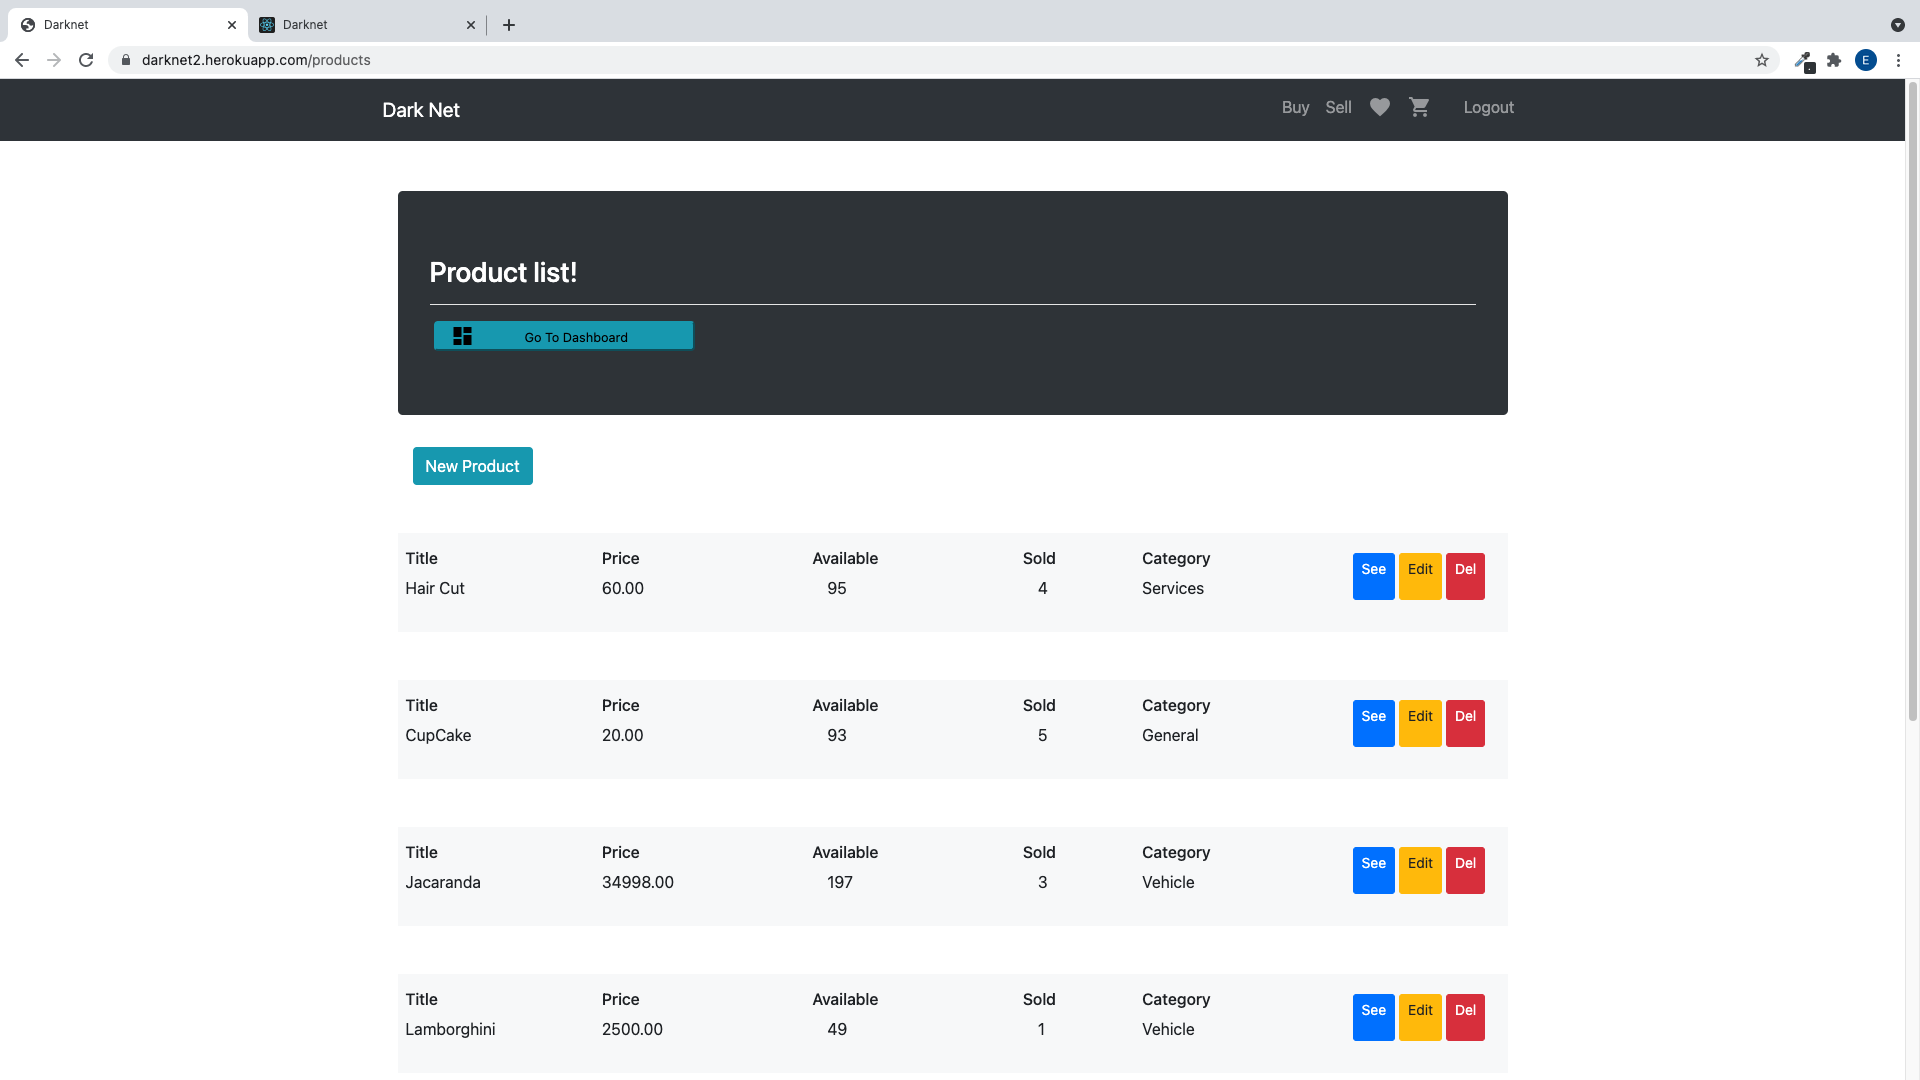 Darknet
Darknet
darknet2.herokuapp.com/products
E
Dark Net
Buy Sell Logout
Product list!
Go To Dashboard
New Product
Title Price Available Sold Category See Edit Del
Hair Cut 60.00 95 4 Services
Title Price Available Sold Category See Edit Del
CupCake 20.00 93 5 General
Title Price Available Sold Category See Edit Del
Jacaranda 34998.00 197 3 Vehicle
Title Price Available Sold Category See Edit Del
Lamborghini 2500.00 49 1 Vehicle